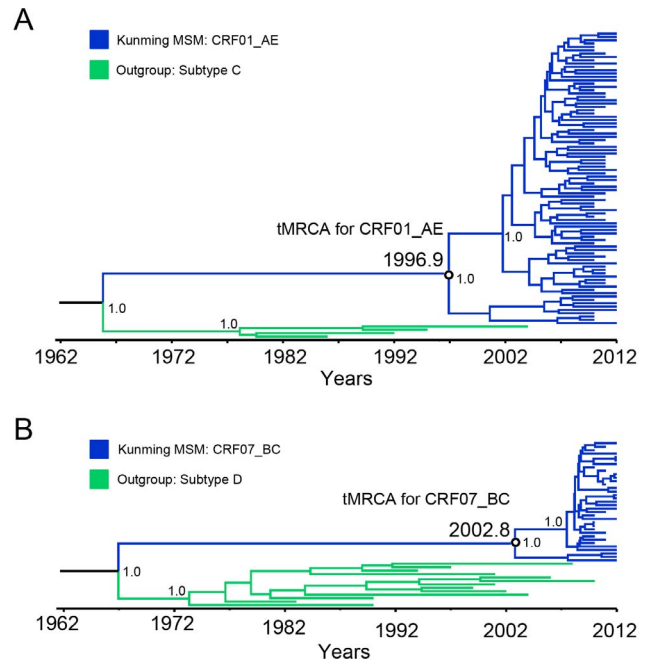 A
Kunming MSM: CRF01_AE
Outgroup: Subtype C
tMRCA for CRF01_AE
1.0
1996.9
1.0
1.0
1.0
1962 1972 1982 1992 2002 2012
Years
B
Kunming MSM: CRF07_BC
Outgroup: Subtype D
tMRCA for CRF07_BC
1.0
2002.8
1.0
1.0
1.0
1962 1972 1982 1992 2002 2012
Years